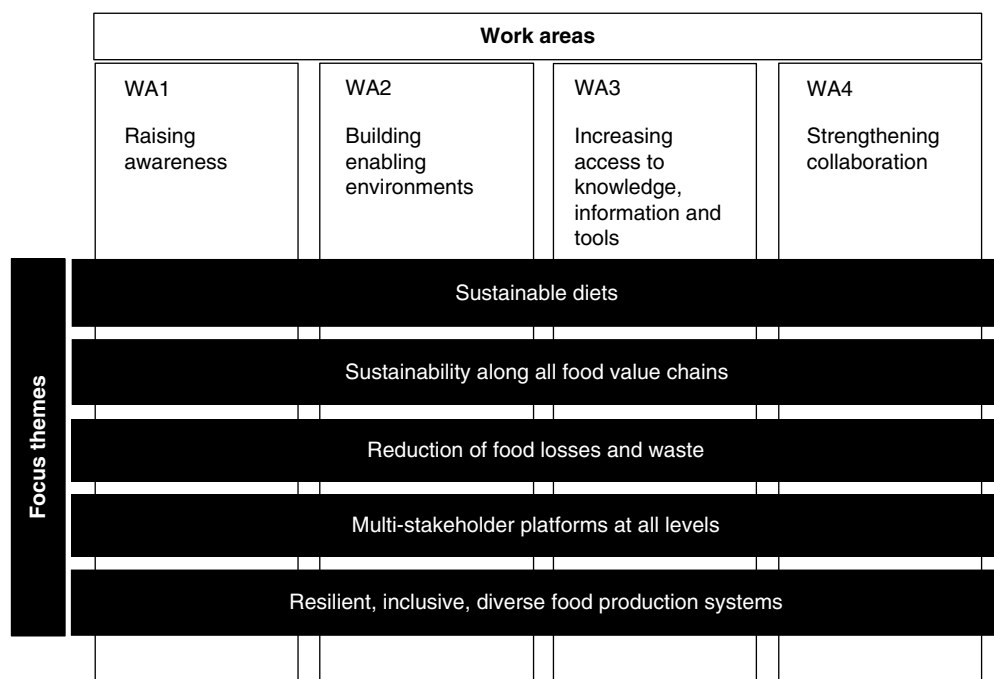 Work areas
WA1
Raising
awareness
WA2
Building
enabling
environments
WA3
Increasing
access to
knowledge,
information and
tools
WA4
Strengthening
collaboration
Focus themes
Sustainable diets
Sustainability along all food value chains
Reduction of food losses and waste
Multi-stakeholder platforms at all levels
Resilient, inclusive, diverse food production systems